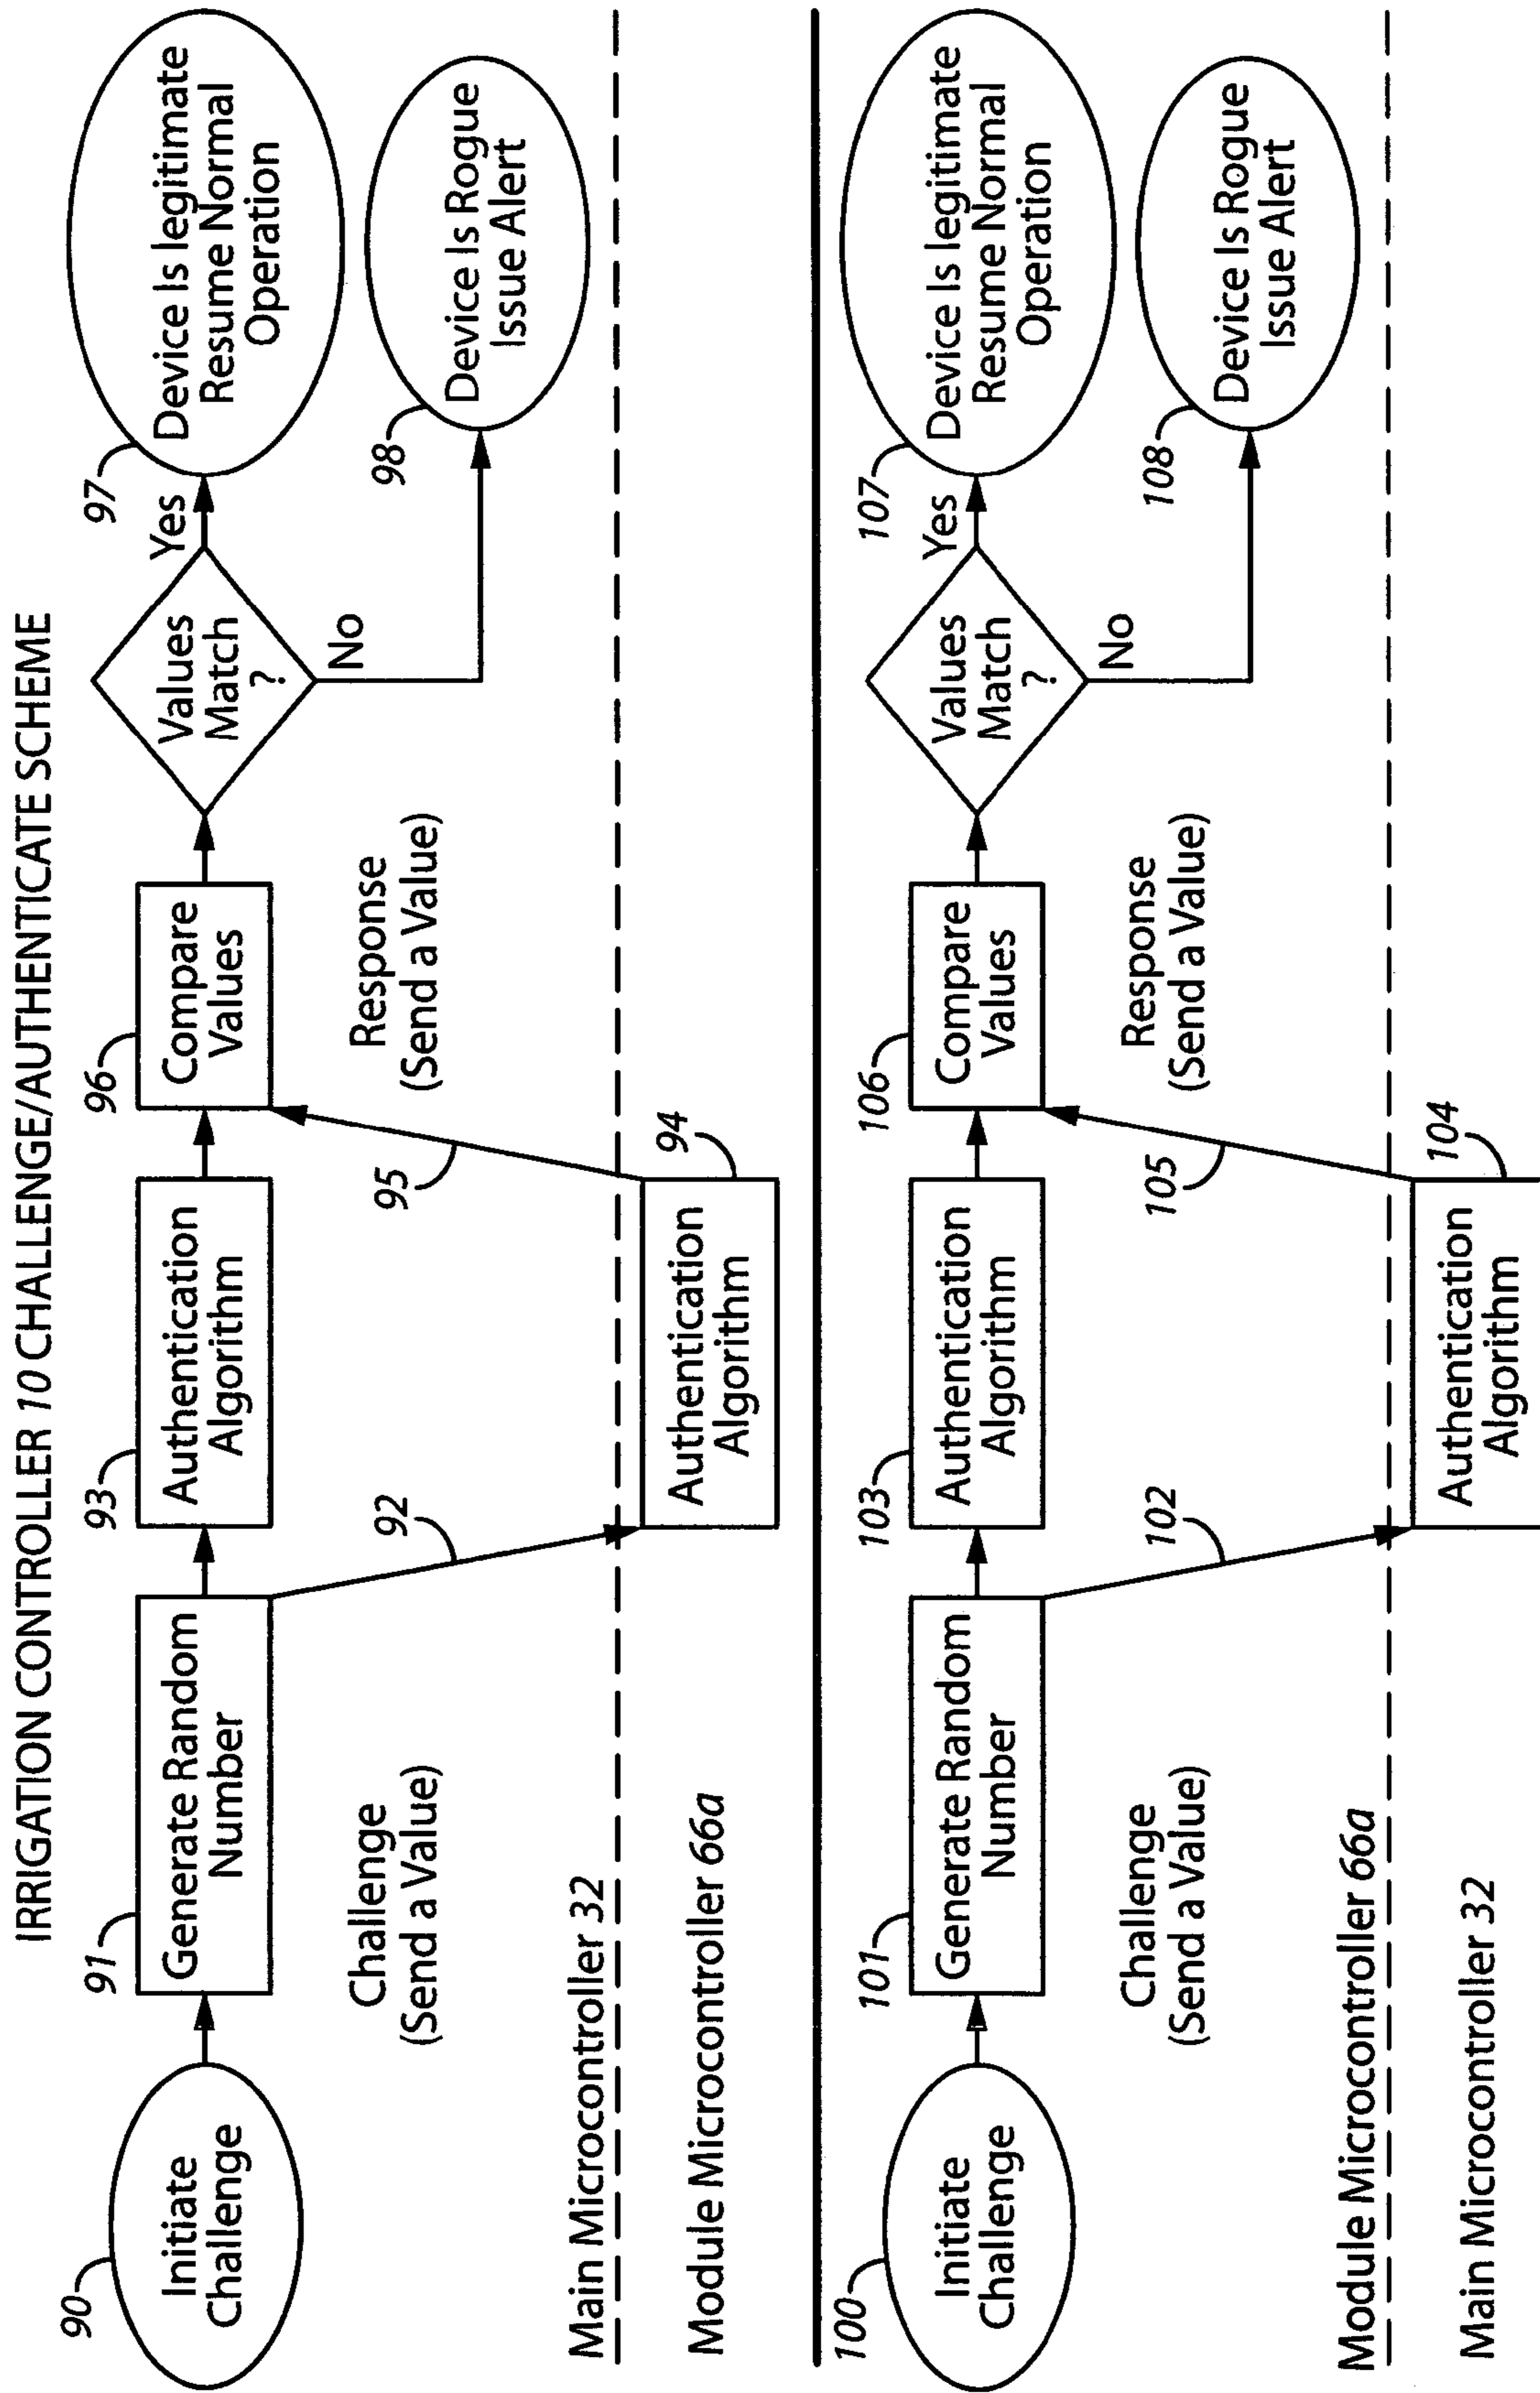 IRRIGATION CONTROLLER 10 CHALLENGE/AUTHENTICATE SCHEME
90
Initiate
Challenge
91
Generate Random
Number
93
Authentication
Algorithm
96
Compare
Values
Values
Match
?
Yes
97
Device Is legitimate
Resume Normal
Operation
No
98
Device Is Rogue
Issue Alert
Challenge
(Send a Value)
92
95
Response
(Send a Value)
Main Microcontroller 32
Module Microcontroller 66a
Authentication
Algorithm
94
100
Initiate
Challenge
101
Generate Random
Number
103
Authentication
Algorithm
106
Compare
Values
Values
Match
?
Yes
107
Device Is legitimate
Resume Normal
Operation
No
108
Device Is Rogue
Issue Alert
Challenge
(Send a Value)
102
105
Response
(Send a Value)
Module Microcontroller 66a
Main Microcontroller 32
Authentication
Algorithm
104